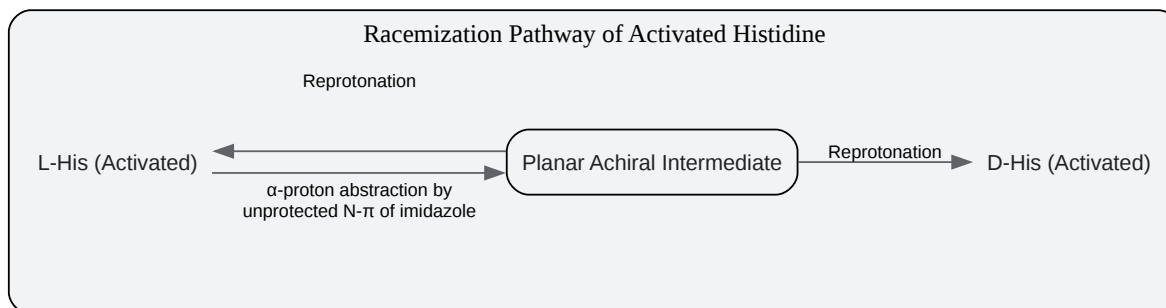 Racemization Pathway of Activated Histidine
Reprotonation
L-His (Activated)
α-proton abstraction by
unprotected N-π of imidazole
Planar Achiral Intermediate
Reprotonation
D-His (Activated)